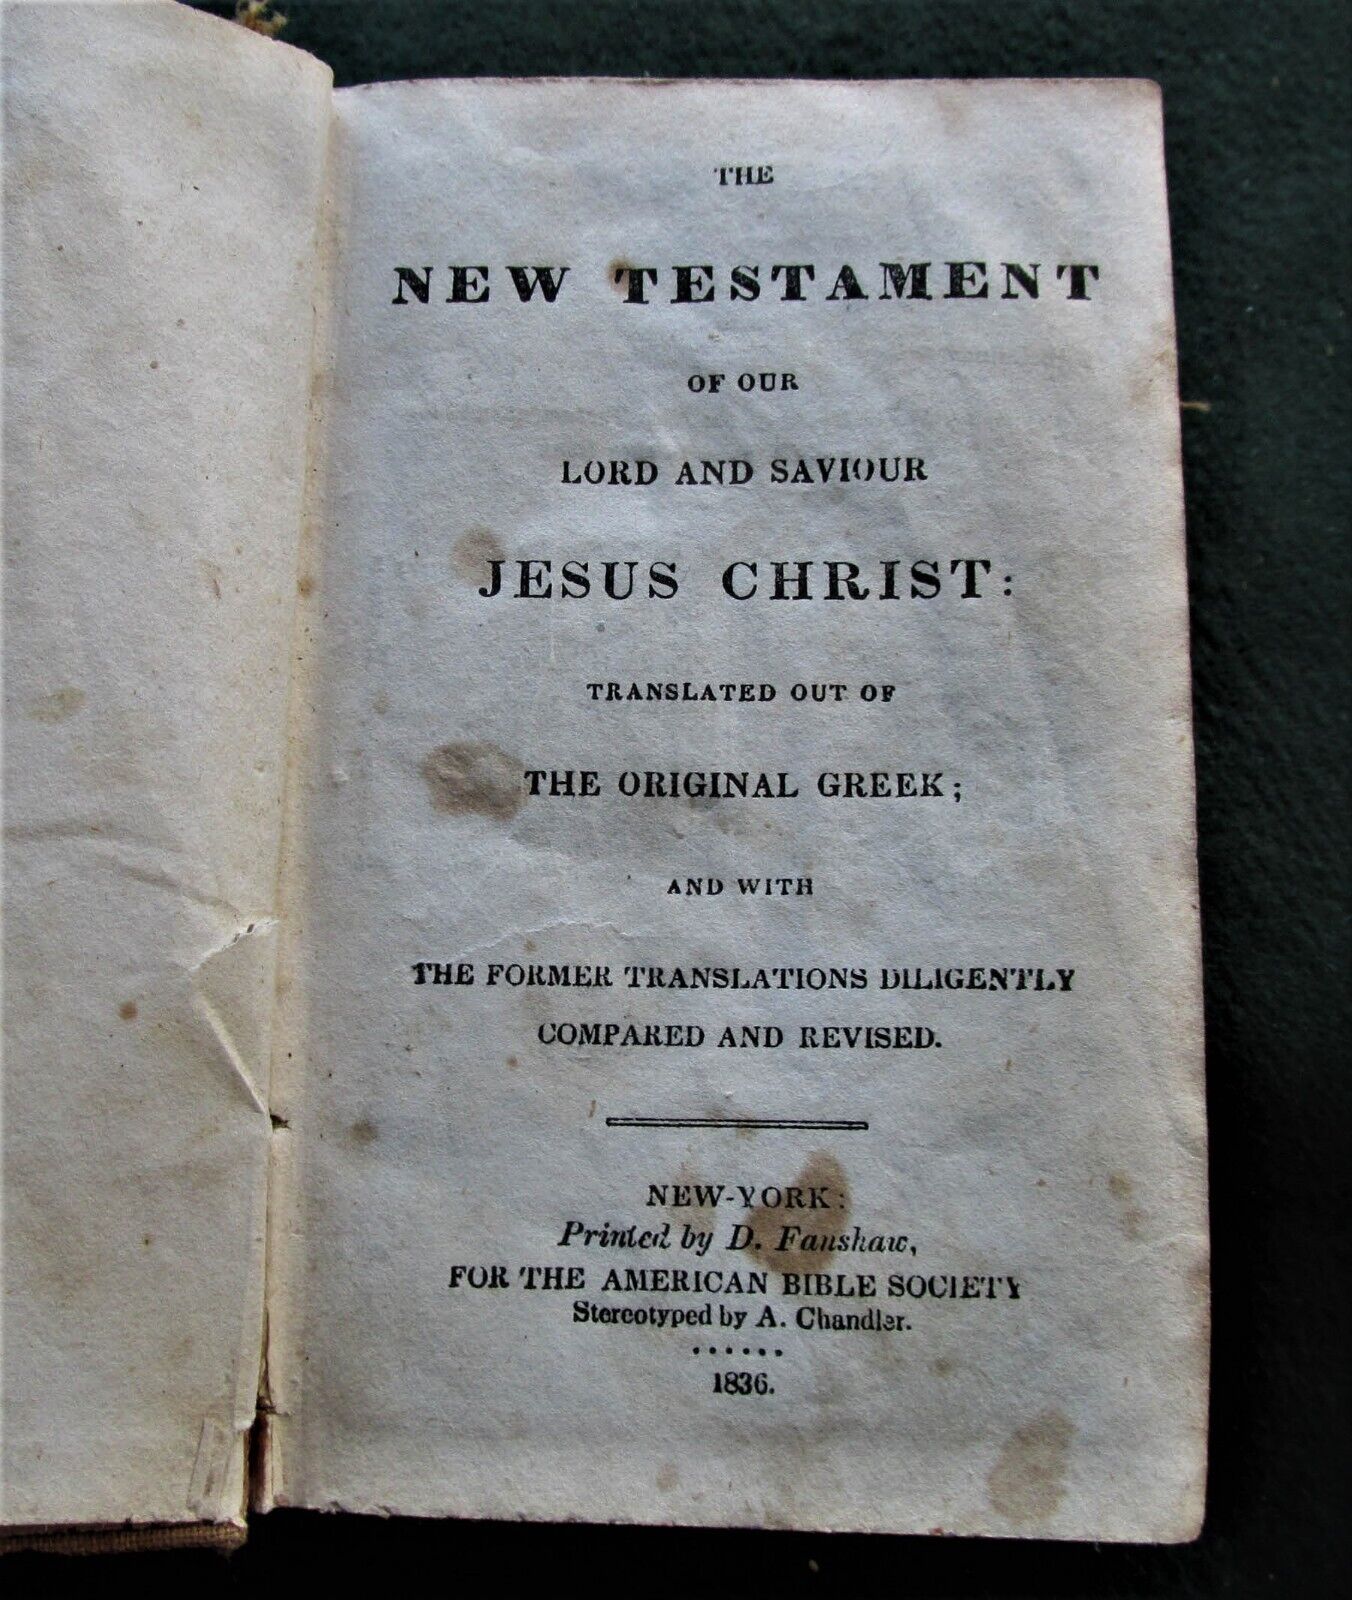 THE
NEW TESTAMENT
OF OUR
LORD AND SAVIOUR
JESUS CHRIST:
TRANSLATED OUT OF
THE ORIGINAL GREEK;
AND WITH
THE FORMER TRANSLATIONS DILIGENTLY
COMPARED AND REVISED.
NEW-YORK:
Printed by D. Fanshaw,
FOR THE AMERICAN BIBLE SOCIETY
Stereotyped by A. Chandler.
......
1836.